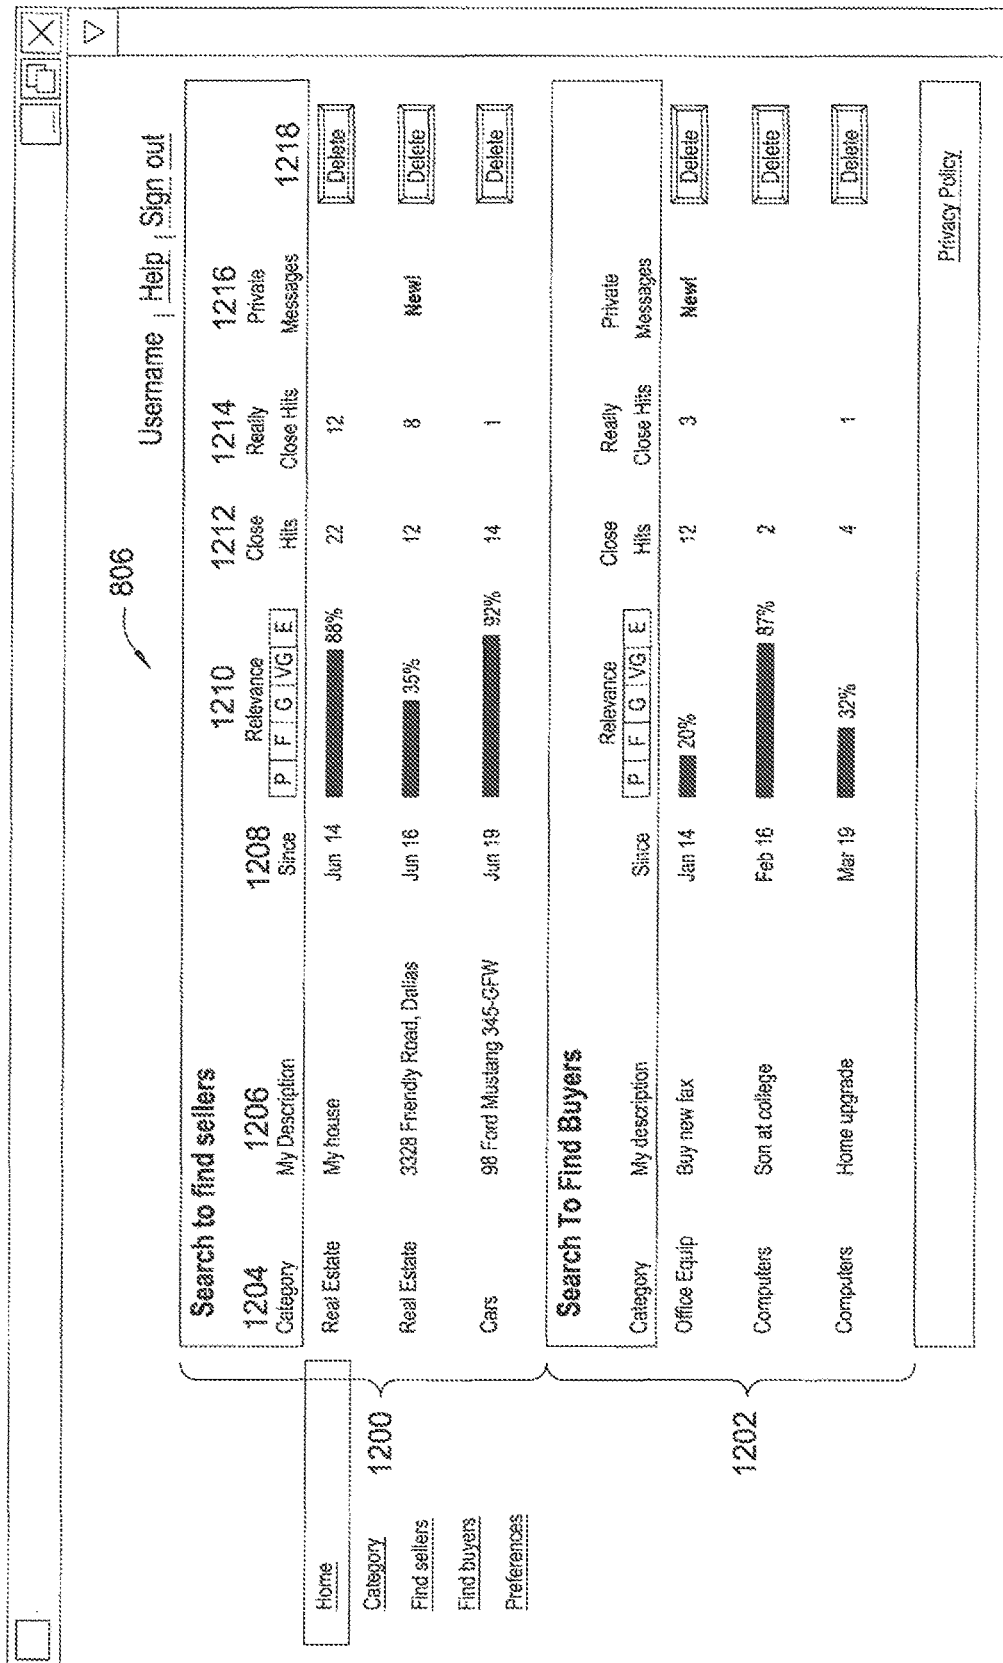 806
Username | Help | Sign out
Home
Category
Find sellers
Find buyers
Preferences
1200
1202
Search to find sellers
1204 1206 1208 1210 1212 1214 1216 1218
Relevance Close Really Private
Category My Description Since P F G VG E Hits Close Hits Messages
Real Estate My house Jun 14 88% 22 12 Delete
Real Estate 3328 Friendly Road, Dallas Jun 16 35% 12 8 New! Delete
Cars 98 Ford Mustang 345-GFW Jun 19 92% 14 1 Delete
Search To Find Buyers
Relevance Close Really Private
Category My description Since P F G VG E Hits Close Hits Messages
Office Equip Buy new fax Jan 14 20% 12 3 New! Delete
Computers Son at college Feb 16 87% 2 Delete
Computers Home upgrade Mar 19 32% 4 1 Delete
Privacy Policy